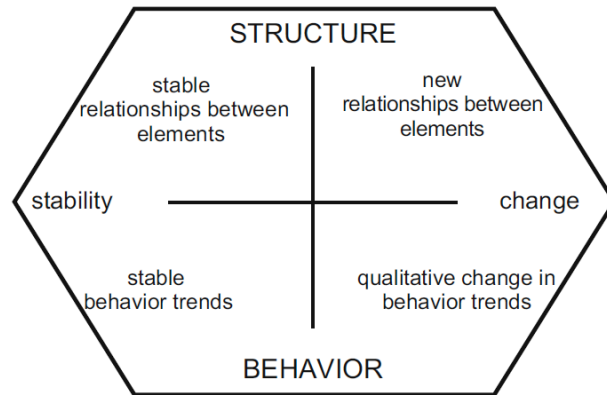 STRUCTURE
stable
relationships between
elements
new
relationships between
elements
stability
change
stable
behavior trends
qualitative change in
behavior trends
BEHAVIOR